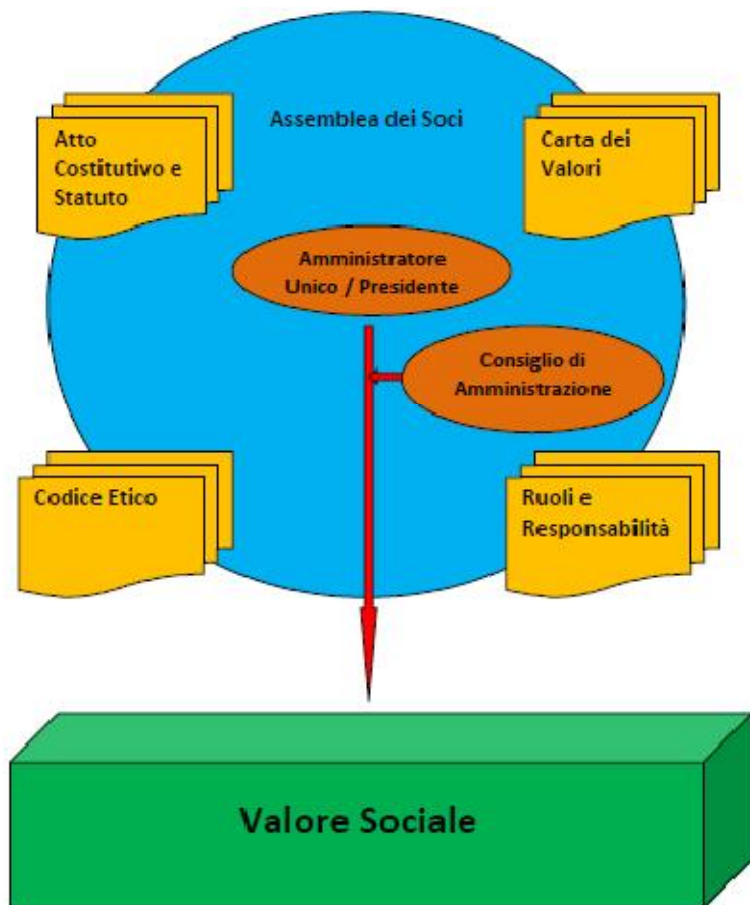 Assemblea dei Soci
Atto
Costitutivo e
Statuto
Carta dei
Valori
Amministratore
Unico / Presidente
Consiglio di
Amministrazione
Codice Etico
Ruoli e
Responsabilità
Valore Sociale